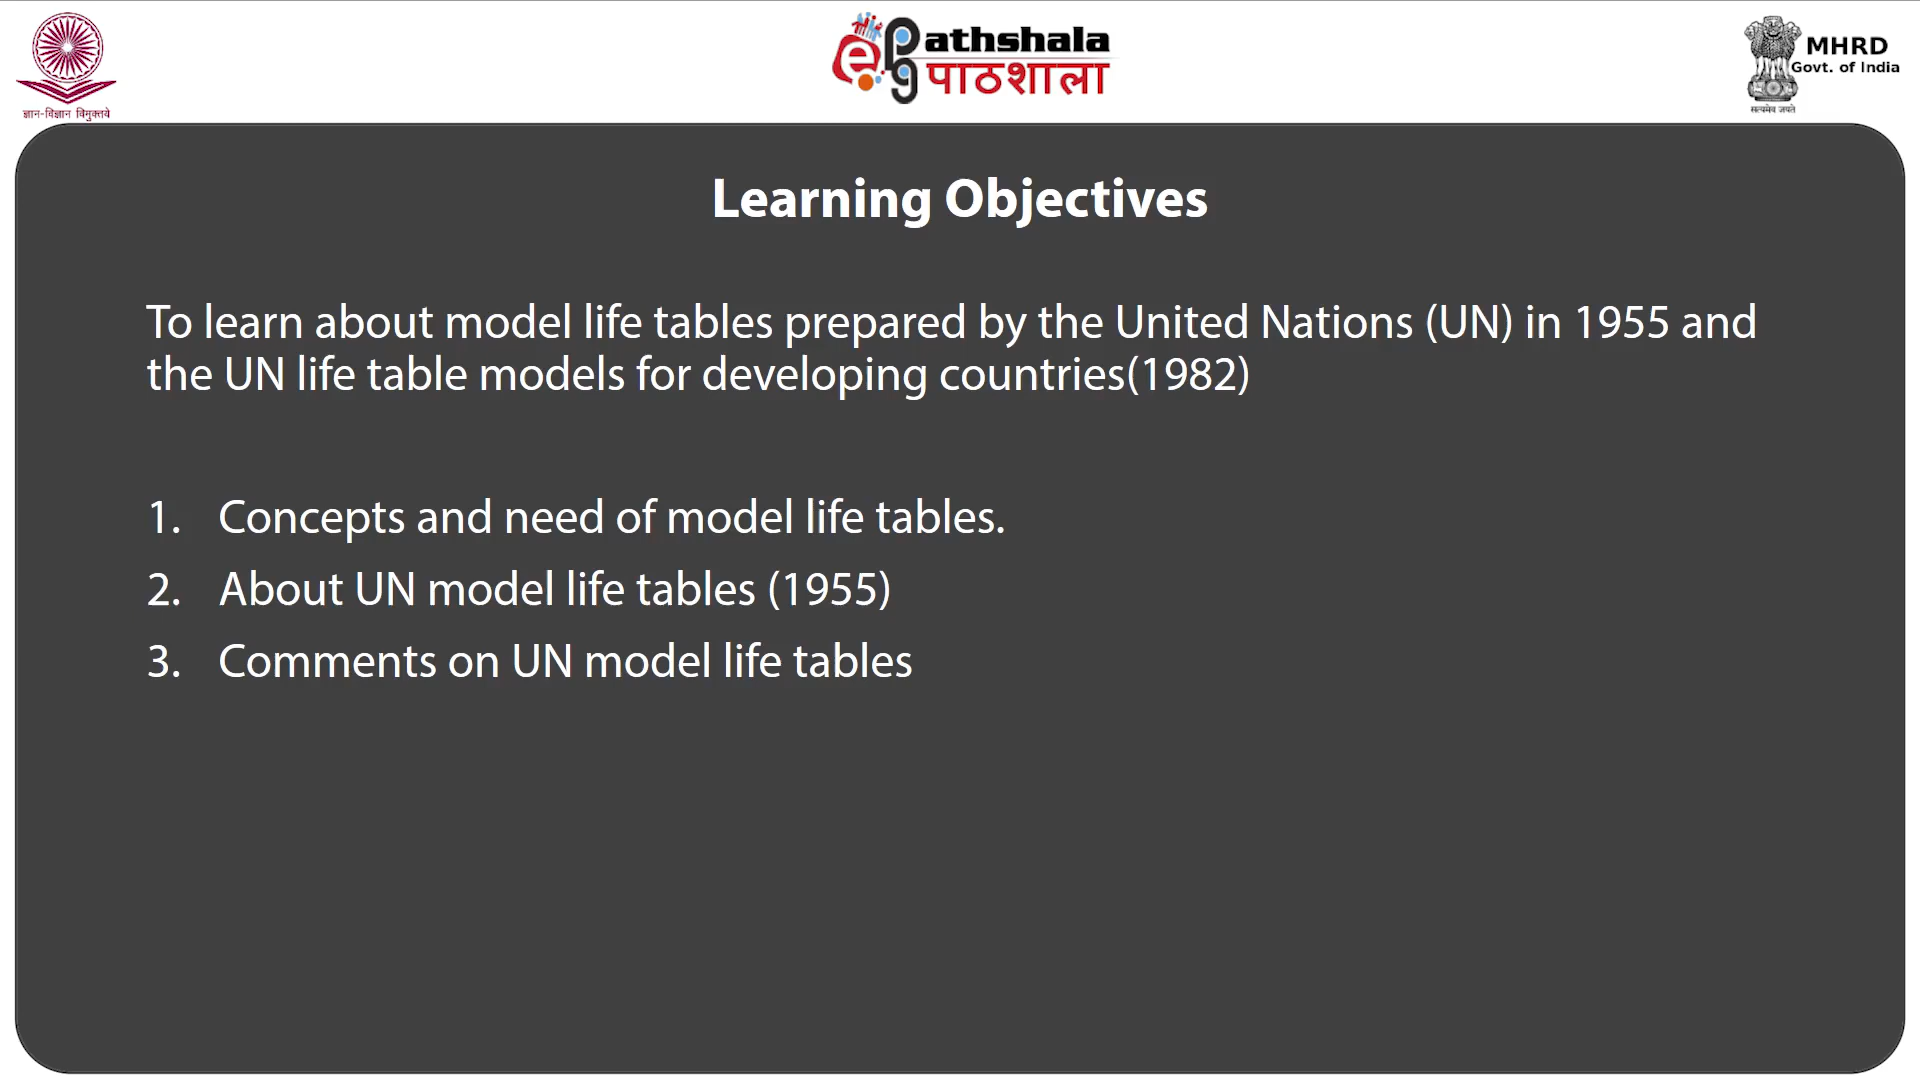 ज्ञान-विज्ञान विमुक्तये
ePathshala
pg पाठशाला
MHRD
Govt. of India
सत्यमेव जयते
Learning Objectives
To learn about model life tables prepared by the United Nations (UN) in 1955 and
the UN life table models for developing countries(1982)
1. Concepts and need of model life tables.
2. About UN model life tables (1955)
3. Comments on UN model life tables